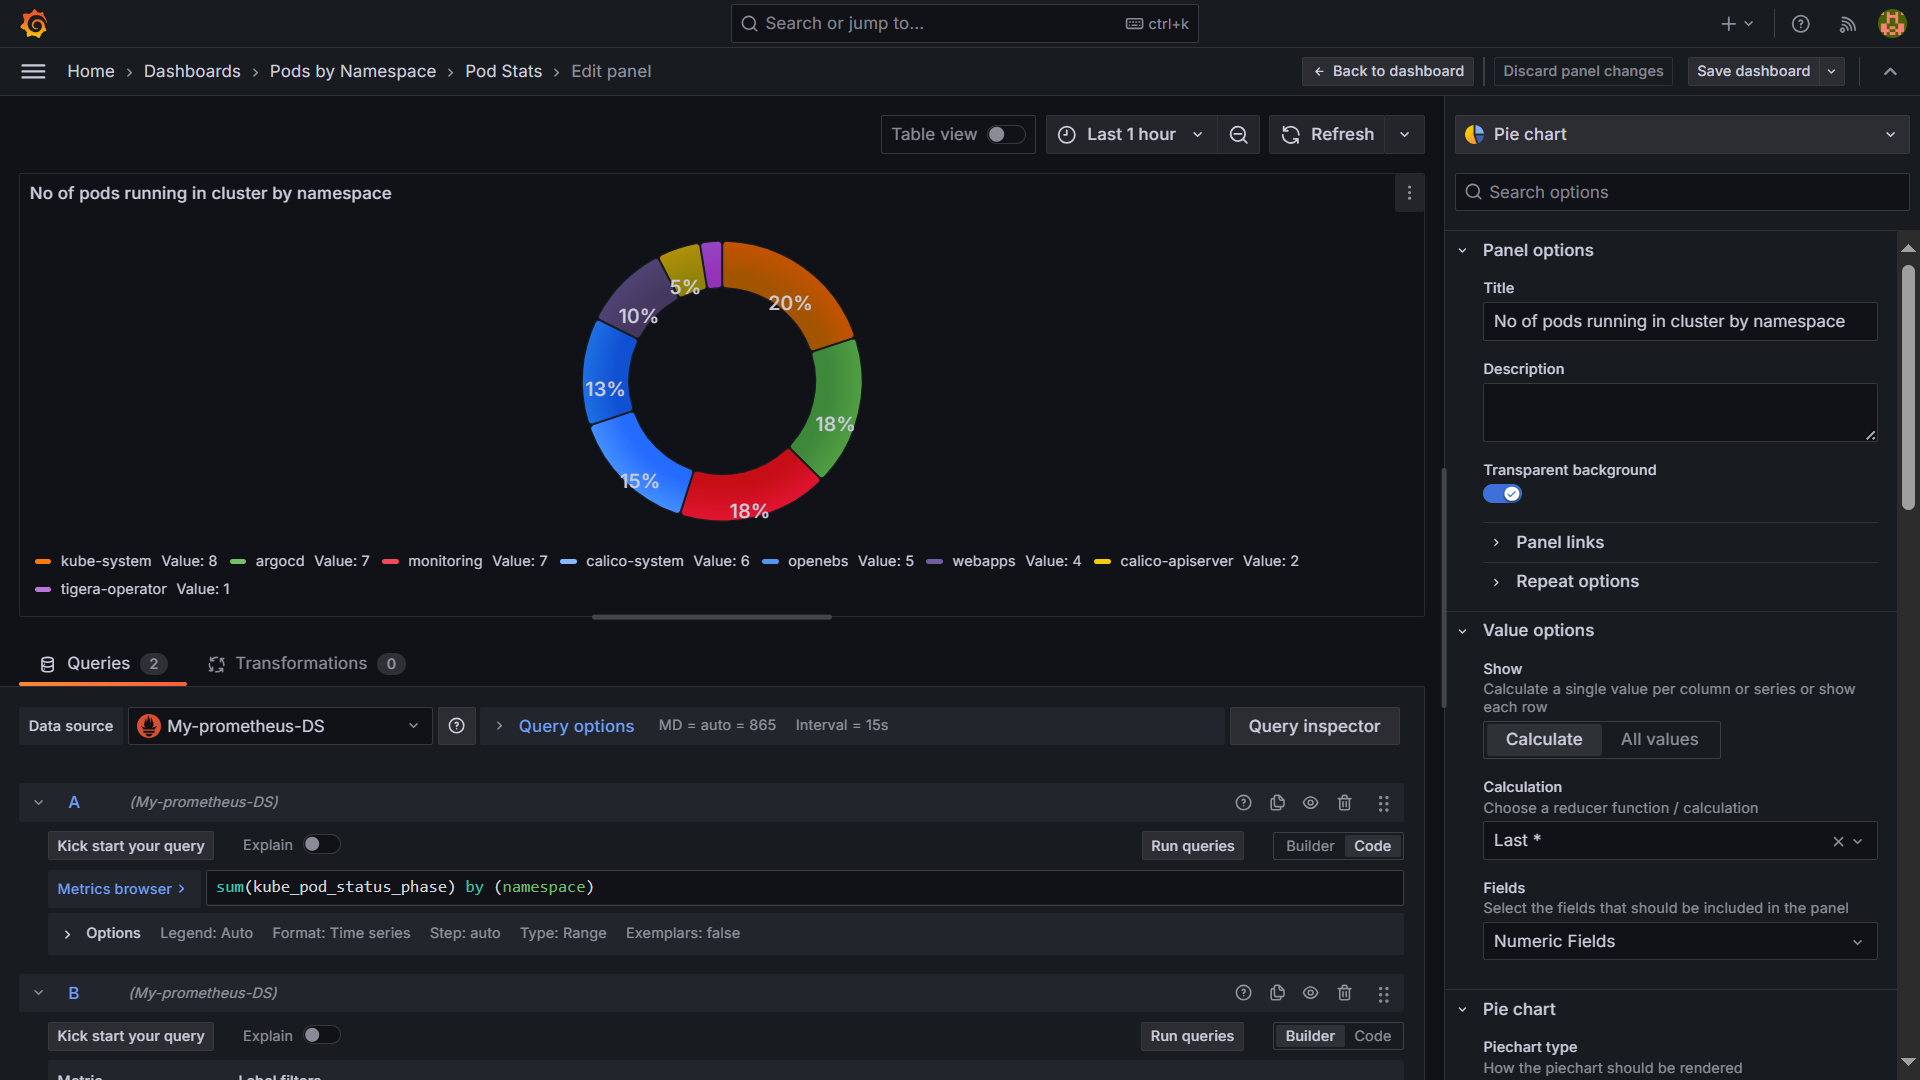 Search or jump to...
ctrl+k
Home › Dashboards › Pods by Namespace › Pod Stats › Edit panel
Back to dashboard
Discard panel changes
Save dashboard
Table view
Last 1 hour
Refresh
Pie chart
Search options
No of pods running in cluster by namespace
20%
18%
18%
15%
13%
10%
5%
kube-system Value: 8 argocd Value: 7 monitoring Value: 7 calico-system Value: 6 openebs Value: 5 webapps Value: 4 calico-apiserver Value: 2
tigera-operator Value: 1
Queries 2
Transformations 0
Data source
My-prometheus-DS
Query options
MD = auto = 865
Interval = 15s
Query inspector
A
(My-prometheus-DS)
Kick start your query
Explain
Run queries
Builder
Code
Metrics browser >
sum(kube_pod_status_phase) by (namespace)
Options
Legend: Auto
Format: Time series
Step: auto
Type: Range
Exemplars: false
B
(My-prometheus-DS)
Kick start your query
Explain
Run queries
Builder
Code
Metric
Label filters
Panel options
Title
No of pods running in cluster by namespace
Description
Transparent background
Panel links
Repeat options
Value options
Show
Calculate a single value per column or series or show
each row
Calculate
All values
Calculation
Choose a reducer function / calculation
Last *
Fields
Select the fields that should be included in the panel
Numeric Fields
Pie chart
Piechart type
How the piechart should be rendered